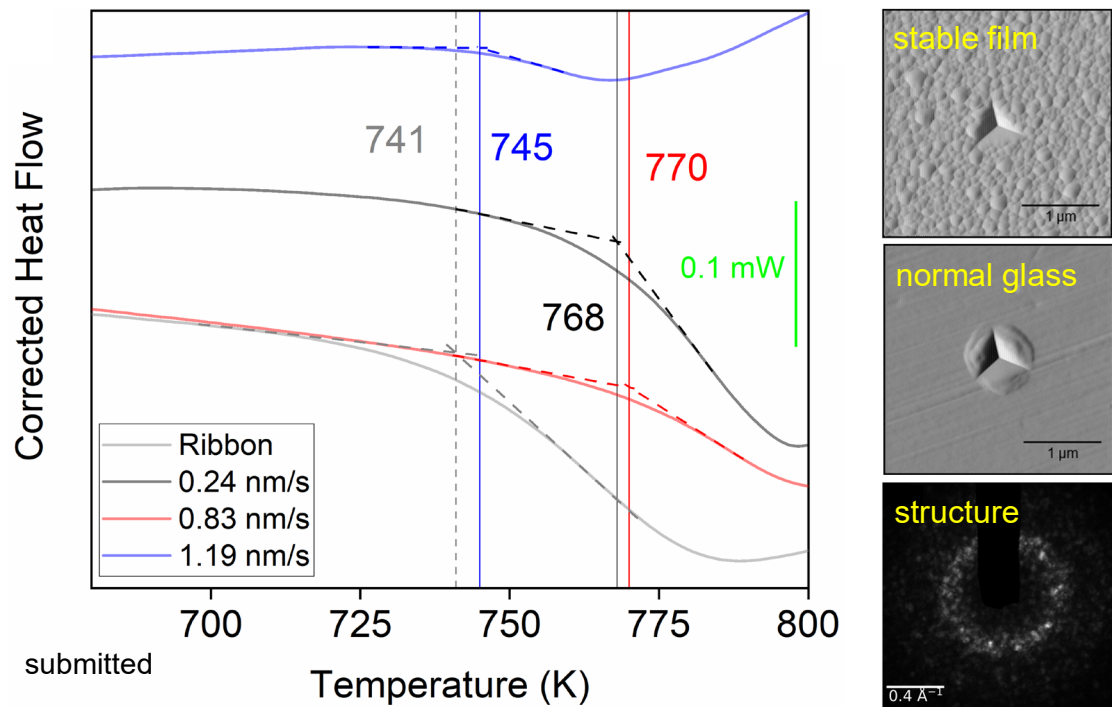 Corrected Heat Flow
741
745
770
768
0.1 mW
Ribbon
0.24 nm/s
0.83 nm/s
1.19 nm/s
700
725
750
775
800
Temperature (K)
submitted
stable film
1 µm
normal glass
1 µm
structure
0.4 Å⁻¹